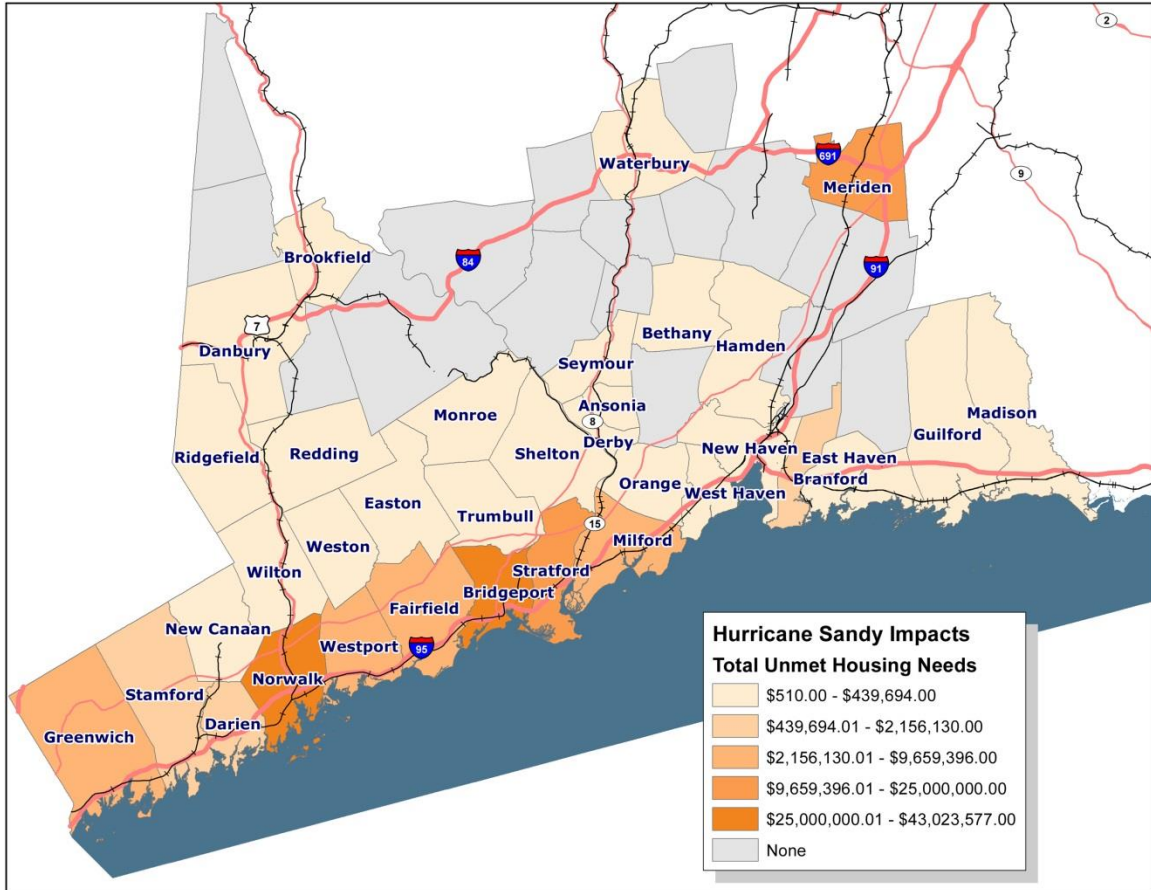 2
691
Waterbury
Meriden
9
Brookfield
84
91
7
Bethany
Hamden
Danbury
Seymour
Ansonia
Monroe
8
Madison
Derby
Guilford
Ridgefield
Redding
Shelton
New Haven
East Haven
Branford
Orange
West Haven
Easton
Trumbull
15
Milford
Weston
Stratford
Wilton
Bridgeport
Fairfield
New Canaan
Westport
95
Norwalk
Stamford
Darien
Greenwich
Hurricane Sandy Impacts
Total Unmet Housing Needs
$510.00 - $439,694.00
$439,694.01 - $2,156,130.00
$2,156,130.01 - $9,659,396.00
$9,659,396.01 - $25,000,000.00
$25,000,000.01 - $43,023,577.00
None